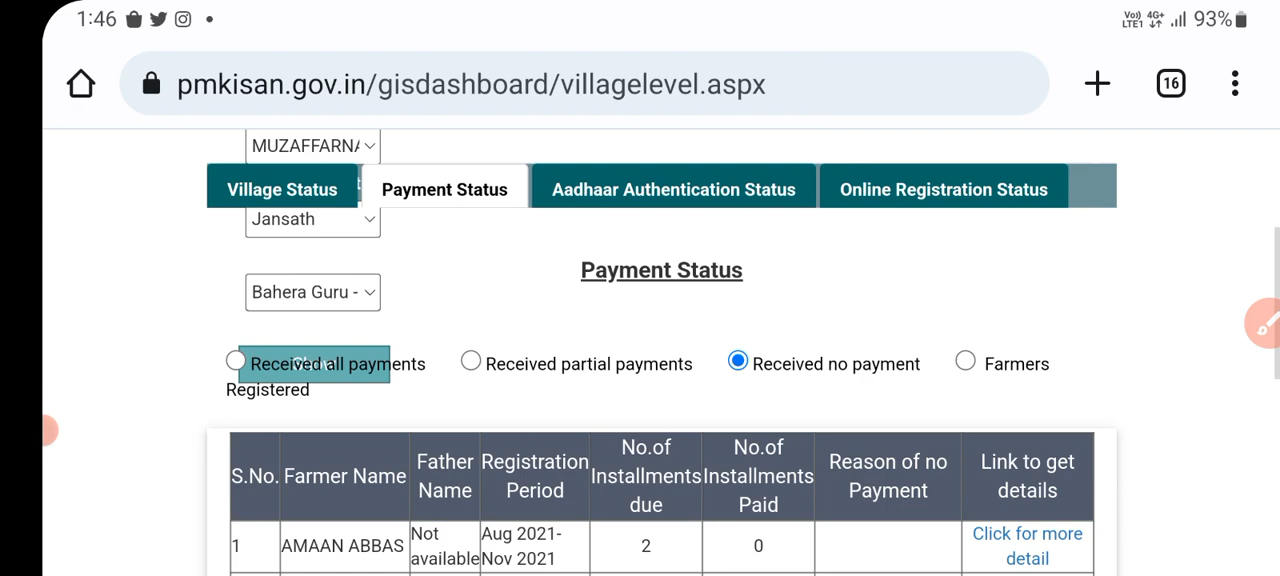 1:46
Vo)) 4G+
LTE1 93%
pmkisan.gov.in/gisdashboard/villagelevel.aspx
16
MUZAFFARNA
Village Status Payment Status Aadhaar Authentication Status Online Registration Status
Jansath
Payment Status
Bahera Guru -
Received all payments Received partial payments Received no payment Farmers
Registered
S.No. Farmer Name Father Name Registration Period No.of Installments due No.of Installments Paid Reason of no Payment Link to get details
1 AMAAN ABBAS Not available Aug 2021- Nov 2021 2 0 Click for more detail